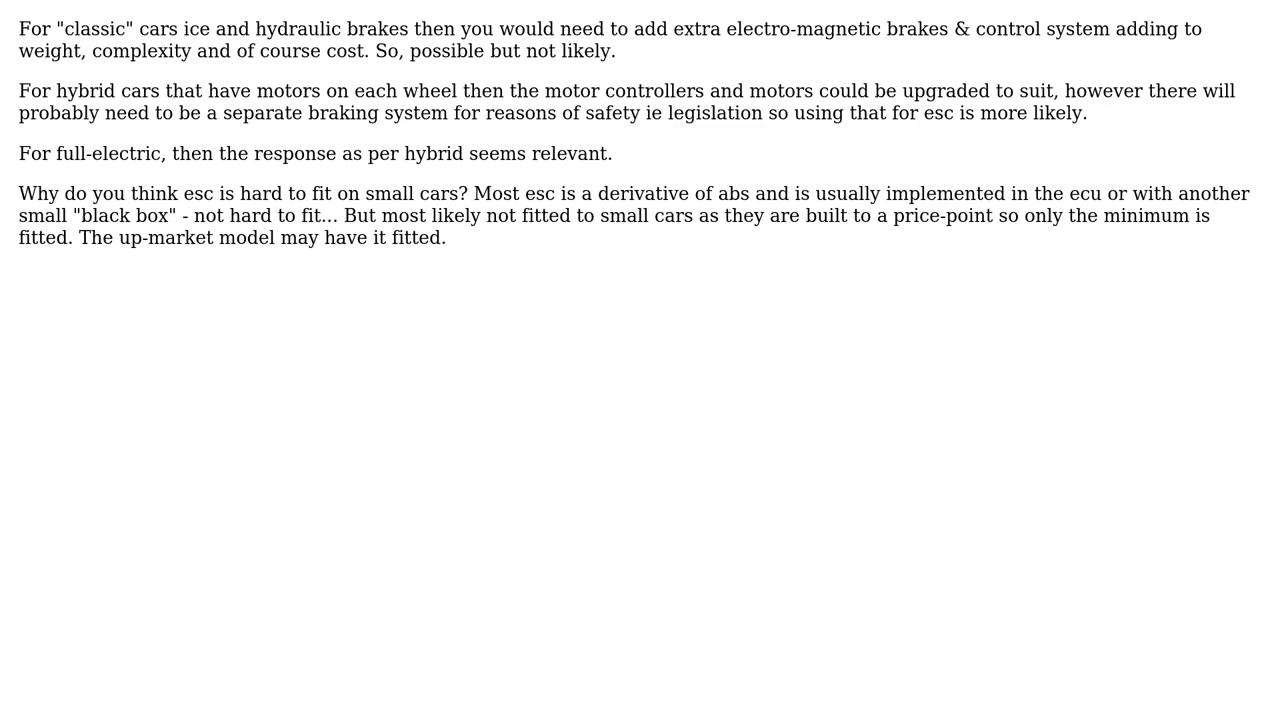 For "classic" cars ice and hydraulic brakes then you would need to add extra electro-magnetic brakes & control system adding to
weight, complexity and of course cost. So, possible but not likely.
For hybrid cars that have motors on each wheel then the motor controllers and motors could be upgraded to suit, however there will
probably need to be a separate braking system for reasons of safety ie legislation so using that for esc is more likely.
For full-electric, then the response as per hybrid seems relevant.
Why do you think esc is hard to fit on small cars? Most esc is a derivative of abs and is usually implemented in the ecu or with another
small "black box" - not hard to fit... But most likely not fitted to small cars as they are built to a price-point so only the minimum is
fitted. The up-market model may have it fitted.